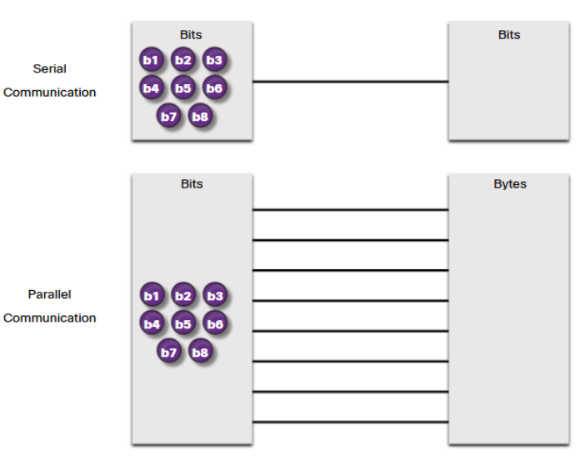 Bits
Bits
Serial
Communication
b1 b2 b3
b4 b5 b6
b7 b8
Bits
Bytes
Parallel
Communication
b1 b2 b3
b4 b5 b6
b7 b8